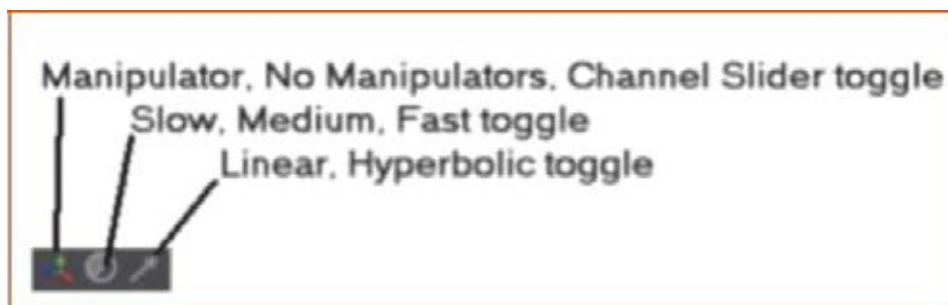 Manipulator, No Manipulators, Channel Slider toggle
Slow, Medium, Fast toggle
Linear, Hyperbolic toggle